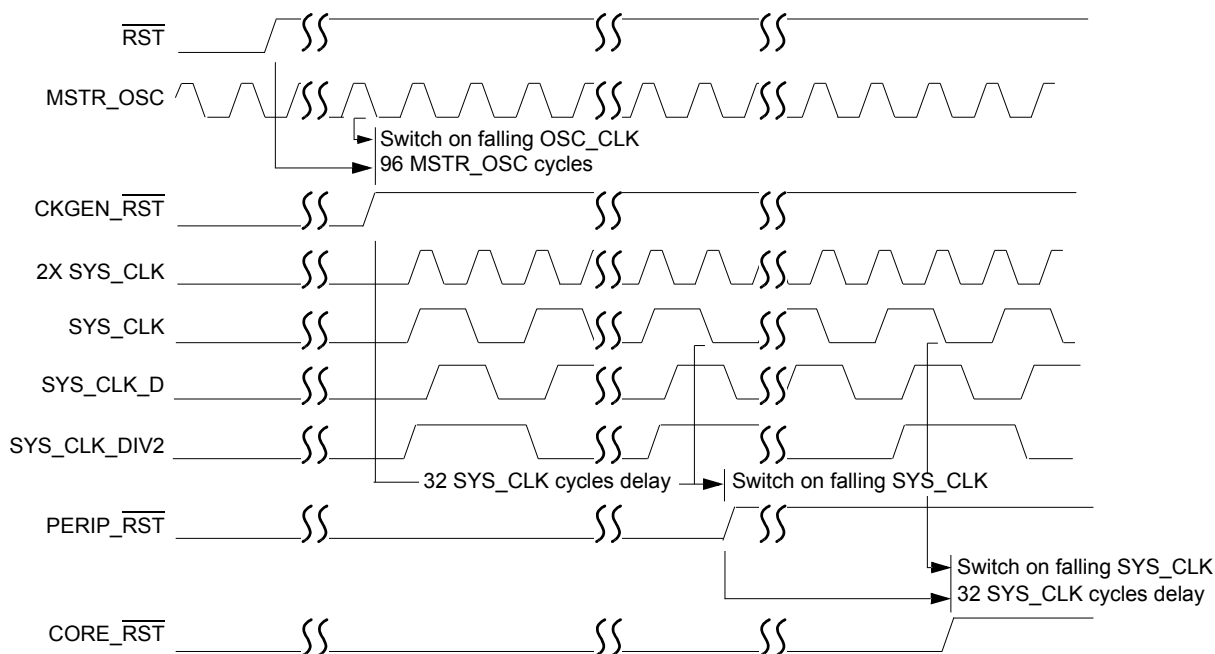 RST
MSTR_OSC
Switch on falling OSC_CLK
96 MSTR_OSC cycles
CKGEN_RST
2X SYS_CLK
SYS_CLK
SYS_CLK_D
SYS_CLK_DIV2
32 SYS_CLK cycles delay
Switch on falling SYS_CLK
PERIP_RST
Switch on falling SYS_CLK
32 SYS_CLK cycles delay
CORE_RST